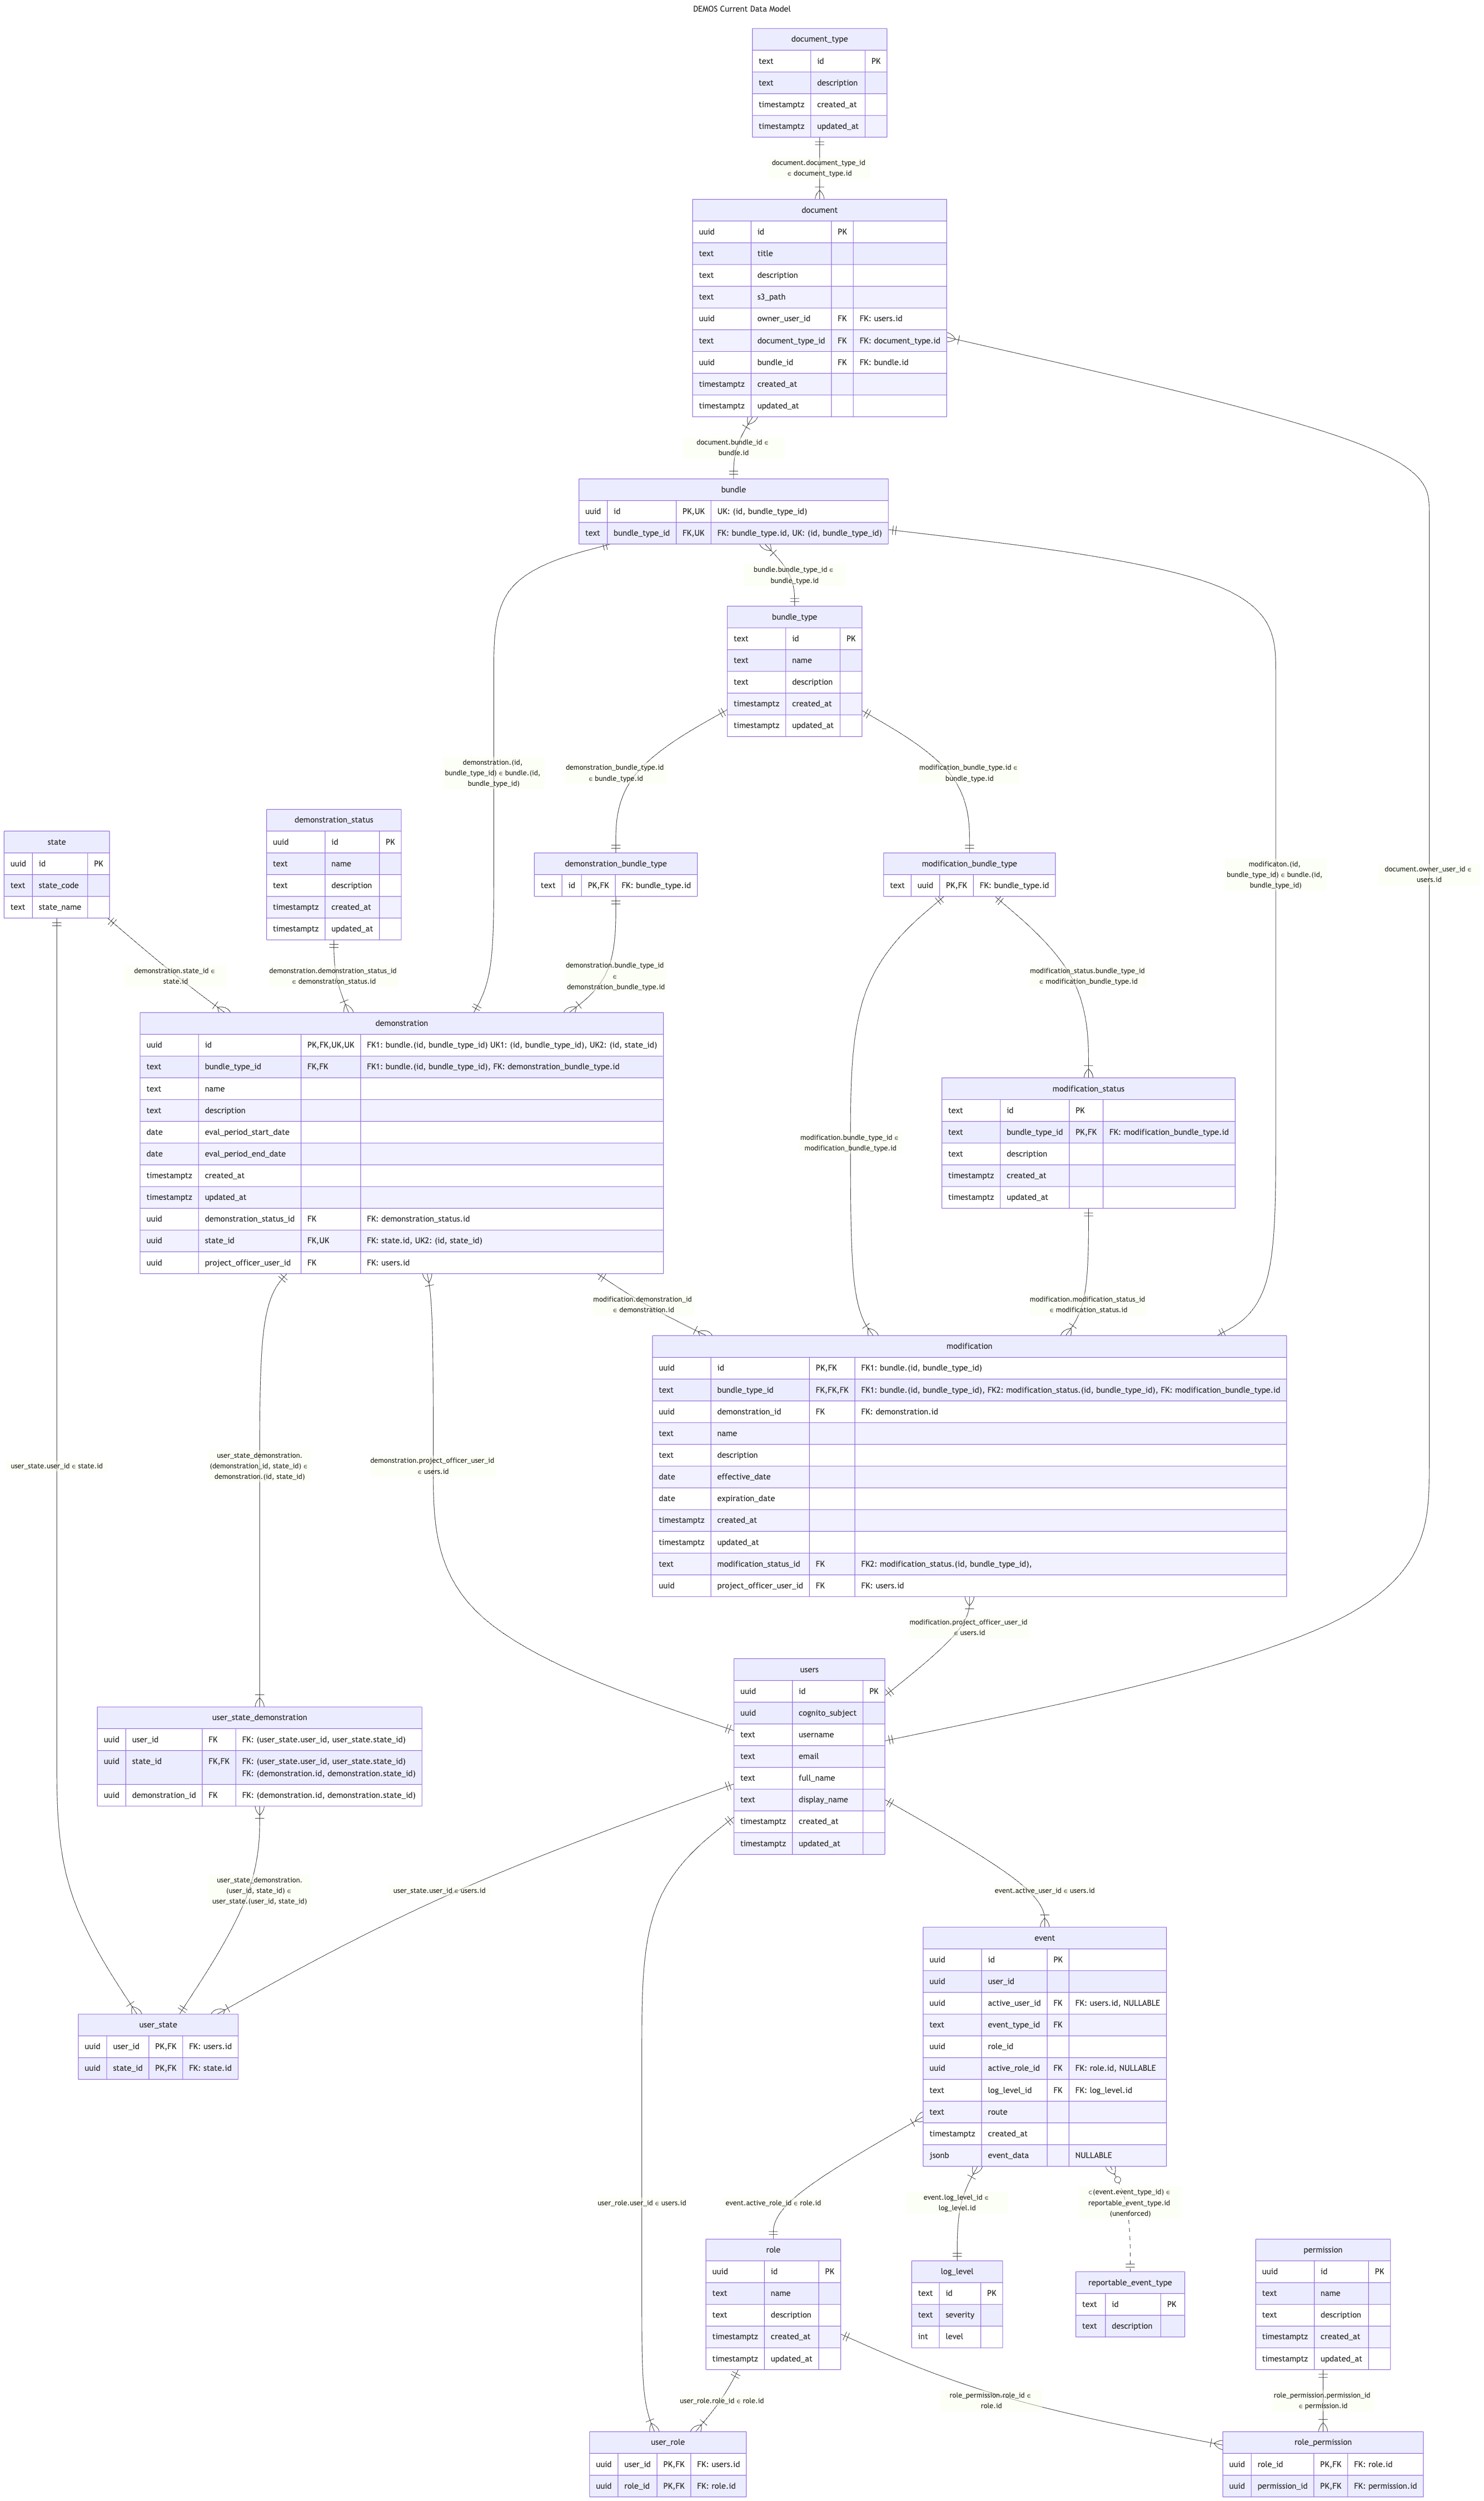 DEMOS Current Data Model
document_type
text id PK
text description
timestamptz created_at
timestamptz updated_at
document.document_type_id
∈ document_type.id
document
uuid id PK
text title
text description
text s3_path
uuid owner_user_id FK FK: users.id
text document_type_id FK FK: document_type.id
uuid bundle_id FK FK: bundle.id
timestamptz created_at
timestamptz updated_at
document.bundle_id ∈
bundle.id
bundle
uuid id PK,UK UK: (id, bundle_type_id)
text bundle_type_id FK,UK FK: bundle_type.id, UK: (id, bundle_type_id)
bundle.bundle_type_id ∈
bundle_type.id
bundle_type
text id PK
text name
text description
timestamptz created_at
timestamptz updated_at
demonstration.(id,
bundle_type_id) ∈ bundle.(id,
bundle_type_id)
demonstration_bundle_type.id
∈ bundle_type.id
modification_bundle_type.id ∈
bundle_type.id
modificaton.(id,
bundle_type_id) ∈ bundle.(id,
bundle_type_id)
document.owner_user_id ∈
users.id
state
uuid id PK
text state_code
text state_name
demonstration_status
uuid id PK
text name
text description
timestamptz created_at
timestamptz updated_at
demonstration_bundle_type
text id PK,FK FK: bundle_type.id
modification_bundle_type
text uuid PK,FK FK: bundle_type.id
demonstration.state_id ∈
state.id
demonstration.demonstration_status_id
∈ demonstration_status.id
demonstration.bundle_type_id
∈
demonstration_bundle_type.id
modification_status.bundle_type_id
∈ modification_bundle_type.id
demonstration
uuid id PK,FK,UK,UK FK1: bundle.(id, bundle_type_id) UK1: (id, bundle_type_id), UK2: (id, state_id)
text bundle_type_id FK,FK FK1: bundle.(id, bundle_type_id), FK: demonstration_bundle_type.id
text name
text description
date eval_period_start_date
date eval_period_end_date
timestamptz created_at
timestamptz updated_at
uuid demonstration_status_id FK FK: demonstration_status.id
uuid state_id FK,UK FK: state.id, UK2: (id, state_id)
uuid project_officer_user_id FK FK: users.id
modification.bundle_type_id ∈
modification_bundle_type.id
modification_status
text id PK
text bundle_type_id PK,FK FK: modification_bundle_type.id
text description
timestamptz created_at
timestamptz updated_at
modification.demonstration_id
∈ demonstration.id
modification.modification_status_id
∈ modification_status.id
modification
uuid id PK,FK FK1: bundle.(id, bundle_type_id)
text bundle_type_id FK,FK,FK FK1: bundle.(id, bundle_type_id), FK2: modification_status.(id, bundle_type_id), FK: modification_bundle_type.id
uuid demonstration_id FK FK: demonstration.id
text name
text description
date effective_date
date expiration_date
timestamptz created_at
timestamptz updated_at
text modification_status_id FK FK2: modification_status.(id, bundle_type_id),
uuid project_officer_user_id FK FK: users.id
user_state.user_id ∈ state.id
user_state_demonstration.
(demonstration_id, state_id) ∈
demonstration.(id, state_id)
demonstration.project_officer_user_id
∈ users.id
modification.project_officer_user_id
∈ users.id
users
uuid id PK
uuid cognito_subject
text username
text email
text full_name
text display_name
timestamptz created_at
timestamptz updated_at
user_state_demonstration
uuid user_id FK FK: (user_state.user_id, user_state.state_id)
uuid state_id FK,FK FK: (user_state.user_id, user_state.state_id)
FK: (demonstration.id, demonstration.state_id)
uuid demonstration_id FK FK: (demonstration.id, demonstration.state_id)
user_state_demonstration.
(user_id, state_id) ∈
user_state.(user_id, state_id)
user_state.user_id ∈ users.id
event.active_user_id ∈ users.id
user_state
uuid user_id PK,FK FK: users.id
uuid state_id PK,FK FK: state.id
event
uuid id PK
uuid user_id
uuid active_user_id FK FK: users.id, NULLABLE
text event_type_id FK
uuid role_id
uuid active_role_id FK FK: role.id, NULLABLE
text log_level_id FK FK: log_level.id
text route
timestamptz created_at
jsonb event_data NULLABLE
user_role.user_id ∈ users.id
event.active_role_id ∈ role.id
event.log_level_id ∈
log_level.id
⊂ (event.event_type_id) ∈
reportable_event_type.id
(unenforced)
role
uuid id PK
text name
text description
timestamptz created_at
timestamptz updated_at
log_level
text id PK
text severity
int level
reportable_event_type
text id PK
text description
permission
uuid id PK
text name
text description
timestamptz created_at
timestamptz updated_at
user_role.role_id ∈ role.id
role_permission.role_id ∈
role.id
role_permission.permission_id
∈ permission.id
user_role
uuid user_id PK,FK FK: users.id
uuid role_id PK,FK FK: role.id
role_permission
uuid role_id PK,FK FK: role.id
uuid permission_id PK,FK FK: permission.id